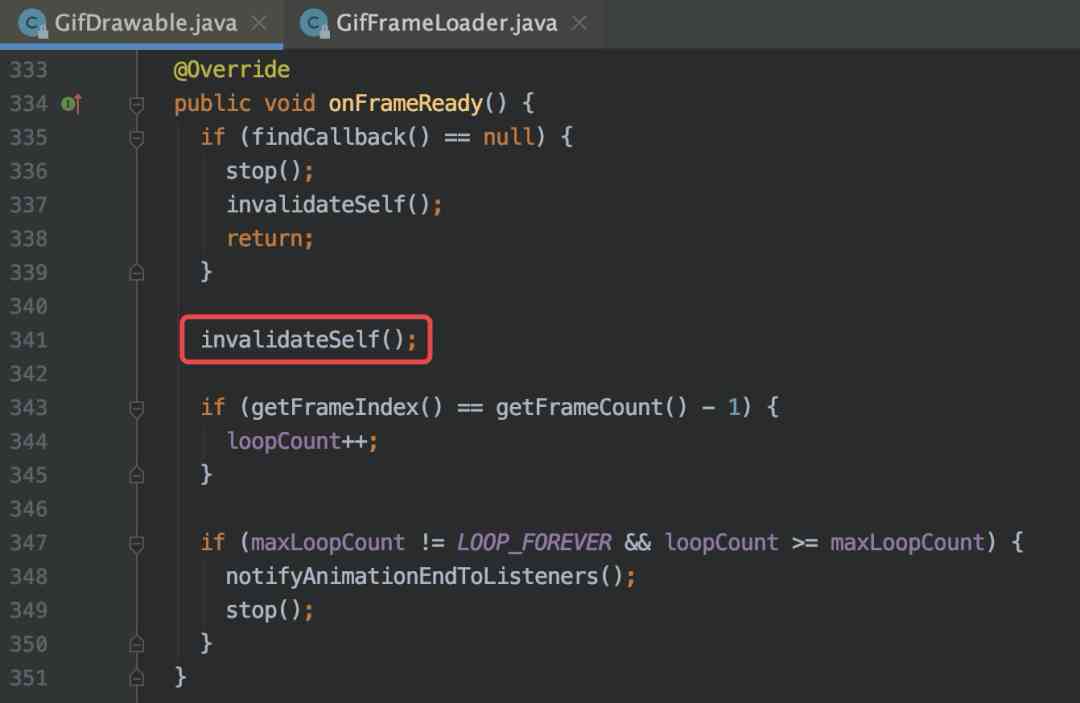 GifDrawable.java GifFrameLoader.java
333 @Override
334 public void onFrameReady() {
335 if (findCallback() == null) {
336 stop();
337 invalidateSelf();
338 return;
339 }
340
341 invalidateSelf();
342
343 if (getFrameIndex() == getFrameCount() - 1) {
344 loopCount++;
345 }
346
347 if (maxLoopCount != LOOP_FOREVER && loopCount >= maxLoopCount) {
348 notifyAnimationEndToListeners();
349 stop();
350 }
351 }